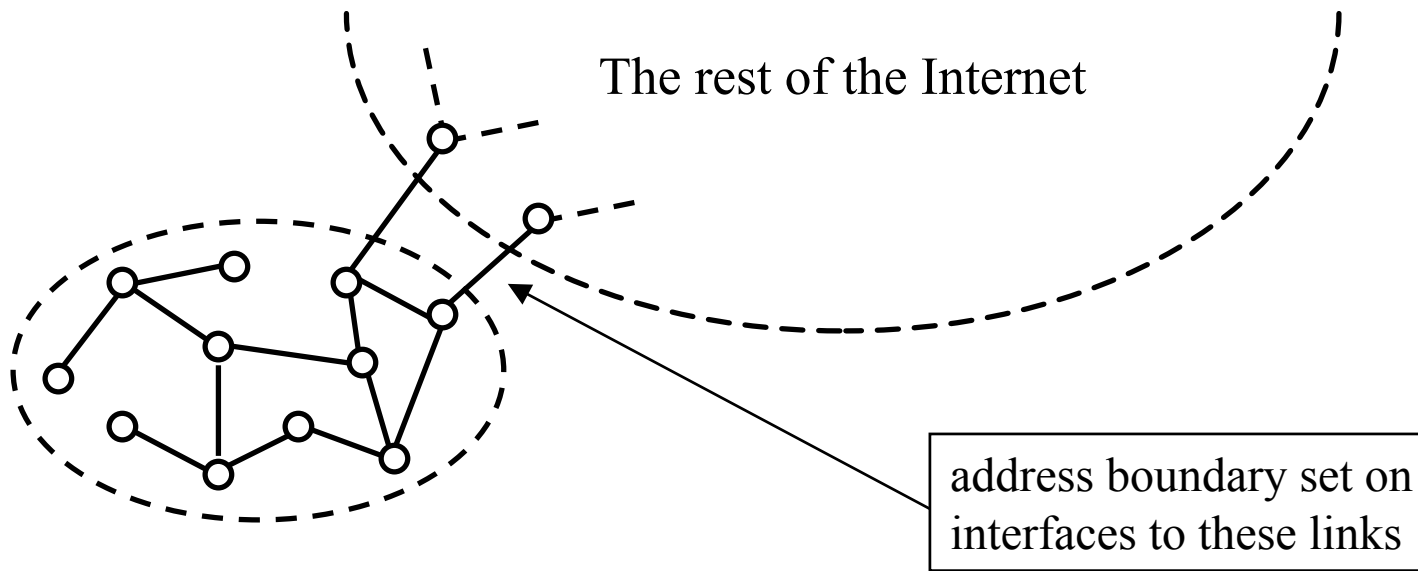 The rest of the Internet
address boundary set on
interfaces to these links